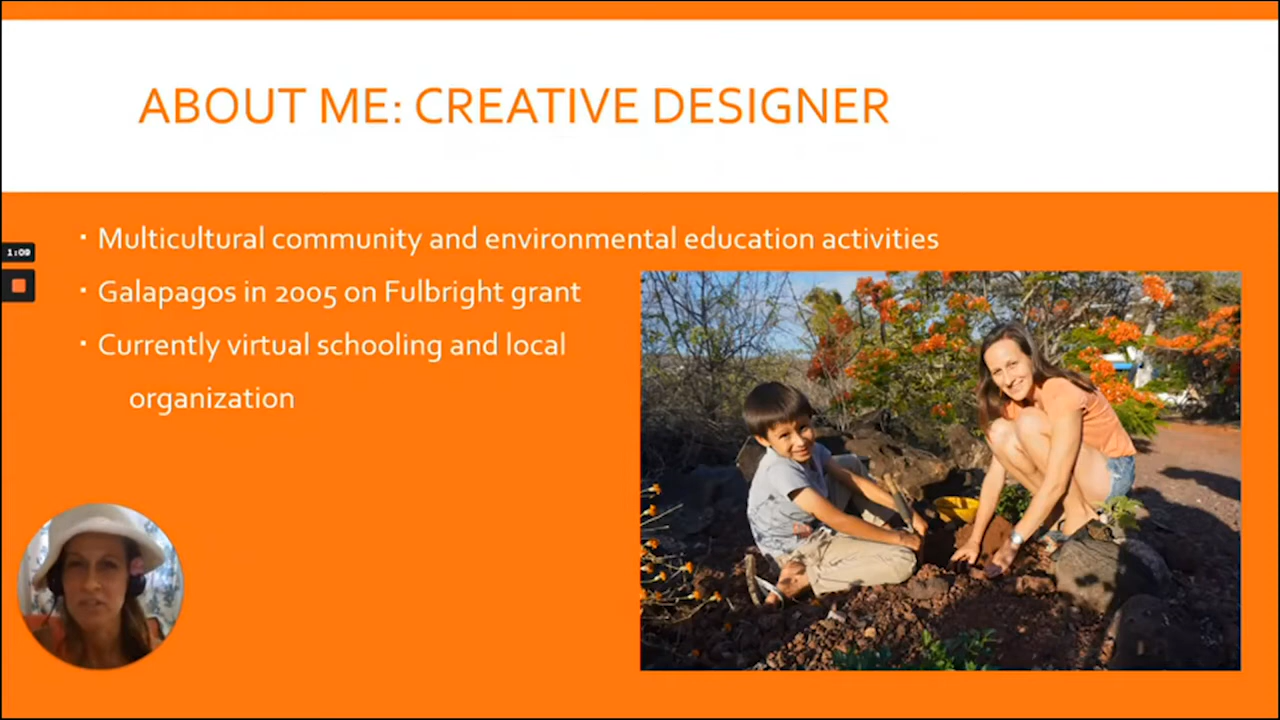 ABOUT ME: CREATIVE DESIGNER
▪ Multicultural community and environmental education activities
▪ Galapagos in 2005 on Fulbright grant
▪ Currently virtual schooling and local
organization
1:09